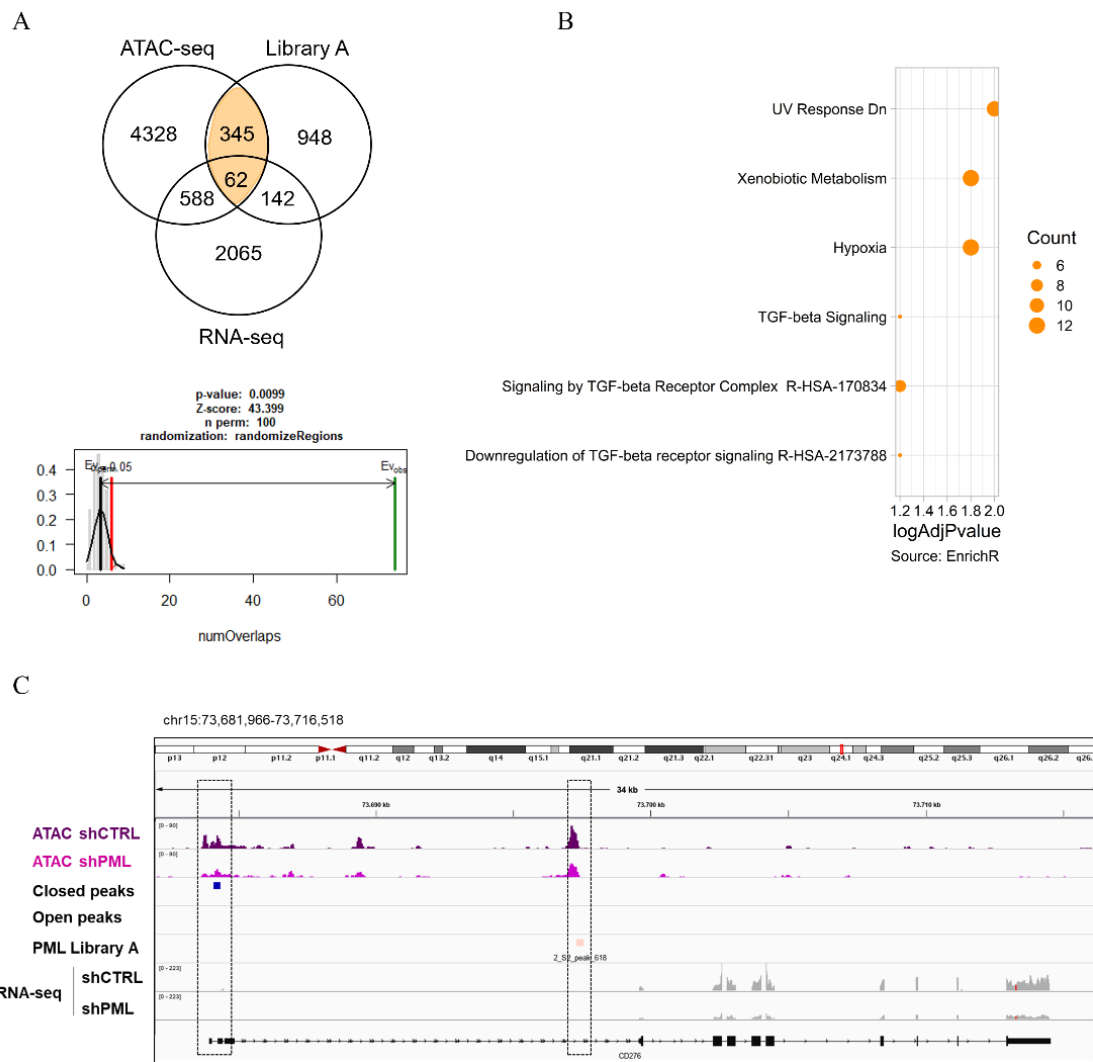 A
ATAC-seq
Library A
4328
345
948
62
588
142
2065
RNA-seq
p-value: 0.0099
Z-score: 43.399
n perm: 100
randomization: randomizeRegions
0.05
Ev_obs
0.4
0.3
0.2
0.1
0.0
0 20 40 60
numOverlaps
B
UV Response Dn
Xenobiotic Metabolism
Hypoxia
TGF-beta Signaling
Signaling by TGF-beta Receptor Complex R-HSA-170834
Downregulation of TGF-beta receptor signaling R-HSA-2173788
1.2 1.4 1.6 1.8 2.0
logAdjPvalue
Source: EnrichR
Count
6
8
10
12
C
chr15:73,681,966-73,716,518
p13 p12 p11.2 p11.1 q11.2 q12 q13.2 q14 q15.1 q21.1 q21.2 q21.3 q22.1 q22.31 q23 q24.1 q24.3 q25.2 q25.3 q26.1 q26.2
34 kb
73.690 kb 73.700 kb 73.710 kb
ATAC shCTRL
[0 - 90]
ATAC shPML
[0 - 90]
Closed peaks
Open peaks
PML Library A
2_S2_peak_618
RNA-seq
shCTRL
[0 - 223]
shPML
[0 - 223]
CD276